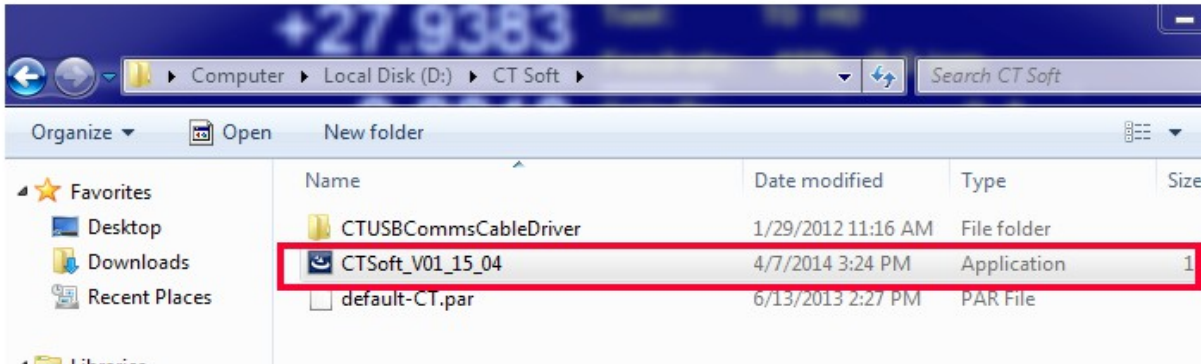 +27.9383
Computer Local Disk (D:) CT Soft Search CT Soft
Organize Open New folder
Name Date modified Type Size
Favorites
Desktop CTUSBCommsCableDriver 1/29/2012 11:16 AM File folder
Downloads CTSoft_V01_15_04 4/7/2014 3:24 PM Application 1
Recent Places default-CT.par 6/13/2013 2:27 PM PAR File
Libraries